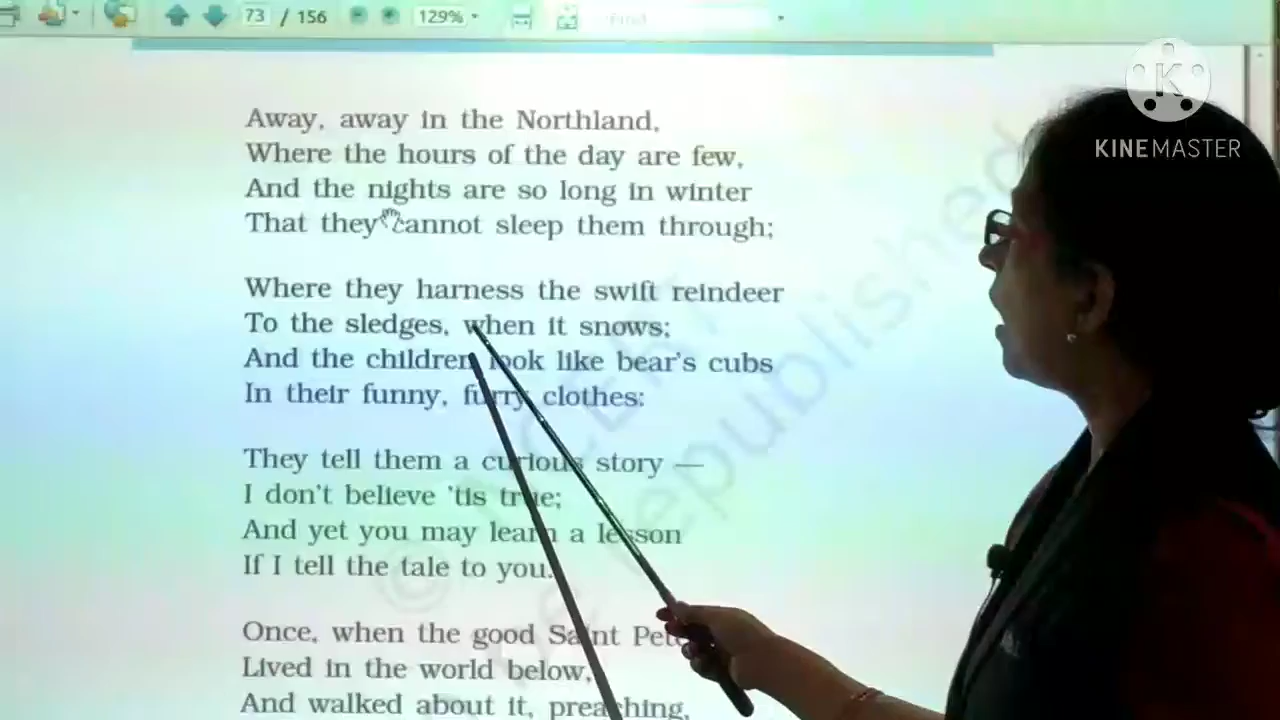 73 / 156
129%
Find
K
KINEMASTER
Away, away in the Northland,
Where the hours of the day are few,
And the nights are so long in winter
That they cannot sleep them through;
Where they harness the swift reindeer
To the sledges, when it snows;
And the children look like bear's cubs
In their funny, furry clothes:
They tell them a curious story —
I don't believe 'tis true;
And yet you may learn a lesson
If I tell the tale to you.
Once, when the good Saint Peter
Lived in the world below,
And walked about it, preaching,
republished